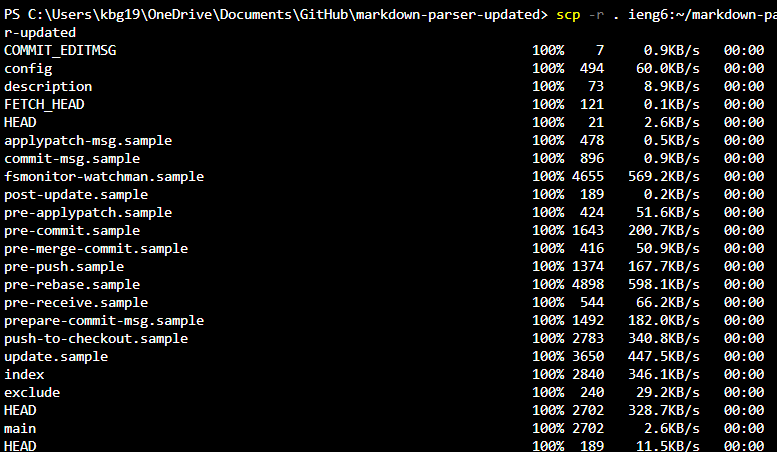 PS C:\Users\kbg19\OneDrive\Documents\GitHub\markdown-parser-updated> scp -r . ieng6:~/markdown-pa
r-updated
COMMIT_EDITMSG 100% 7 0.9KB/s 00:00
config 100% 494 60.0KB/s 00:00
description 100% 73 8.9KB/s 00:00
FETCH_HEAD 100% 121 0.1KB/s 00:00
HEAD 100% 21 2.6KB/s 00:00
applypatch-msg.sample 100% 478 0.5KB/s 00:00
commit-msg.sample 100% 896 0.9KB/s 00:00
fsmonitor-watchman.sample 100% 4655 569.2KB/s 00:00
post-update.sample 100% 189 0.2KB/s 00:00
pre-applypatch.sample 100% 424 51.6KB/s 00:00
pre-commit.sample 100% 1643 200.7KB/s 00:00
pre-merge-commit.sample 100% 416 50.9KB/s 00:00
pre-push.sample 100% 1374 167.7KB/s 00:00
pre-rebase.sample 100% 4898 598.1KB/s 00:00
pre-receive.sample 100% 544 66.2KB/s 00:00
prepare-commit-msg.sample 100% 1492 182.0KB/s 00:00
push-to-checkout.sample 100% 2783 340.8KB/s 00:00
update.sample 100% 3650 447.5KB/s 00:00
index 100% 2840 346.1KB/s 00:00
exclude 100% 240 29.2KB/s 00:00
HEAD 100% 2702 328.7KB/s 00:00
main 100% 2702 2.6KB/s 00:00
HEAD 100% 189 11.5KB/s 00:00